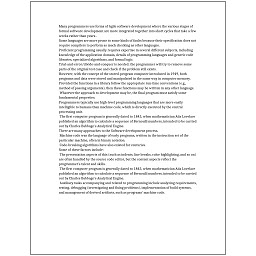 Many programmers use forms of Agile software development where the various stages of
formal software development are more integrated together into short cycles that take a few
weeks rather than years.
Some languages are more prone to some kinds of faults because their specification does not
require compilers to perform as much checking as other languages.
Proficient programming usually requires expertise in several different subjects, including
knowledge of the application domain, details of programming languages and generic code
libraries, specialized algorithms, and formal logic.
Trial-and-error/divide-and-conquer is needed: the programmer will try to remove some
parts of the original test case and check if the problem still exists.
However, with the concept of the stored-program computer introduced in 1949, both
programs and data were stored and manipulated in the same way in computer memory.
Provided the functions in a library follow the appropriate run-time conventions (e.g.,
method of passing arguments), then these functions may be written in any other language.
Whatever the approach to development may be, the final program must satisfy some
fundamental properties.
Programmers typically use high-level programming languages that are more easily
intelligible to humans than machine code, which is directly executed by the central
processing unit.
The first computer program is generally dated to 1843, when mathematician Ada Lovelace
published an algorithm to calculate a sequence of Bernoulli numbers, intended to be carried
out by Charles Babbage's Analytical Engine.
There are many approaches to the Software development process.
Machine code was the language of early programs, written in the instruction set of the
particular machine, often in binary notation.
Code-breaking algorithms have also existed for centuries.
Some of these factors include:
The presentation aspects of this (such as indents, line breaks, color highlighting, and so on)
are often handled by the source code editor, but the content aspects reflect the
programmer's talent and skills.
The first computer program is generally dated to 1843, when mathematician Ada Lovelace
published an algorithm to calculate a sequence of Bernoulli numbers, intended to be carried
out by Charles Babbage's Analytical Engine.
Auxiliary tasks accompanying and related to programming include analyzing requirements,
testing, debugging (investigating and fixing problems), implementation of build systems,
and management of derived artifacts, such as programs' machine code.